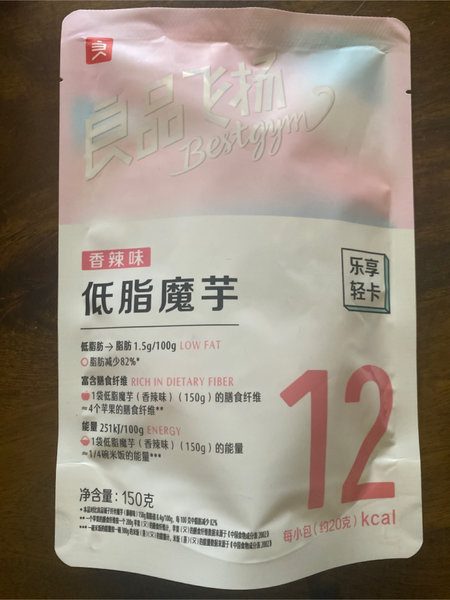 良品飞扬
Bestgym
香辣味
低脂魔芋
乐享
轻卡
低脂肪→脂肪1.5g/100g LOW FAT
脂肪减少82%*
富含膳食纤维 RICH IN DIETARY FIBER
1袋低脂魔芋(香辣味)(150g)的膳食纤维
≈4个苹果的膳食纤维**
能量 251kJ/100g ENERGY
1袋低脂魔芋(香辣味)(150g)的能量
≈1/4碗米饭的能量***
12
kcal
每小包(约20克)
净含量:150克